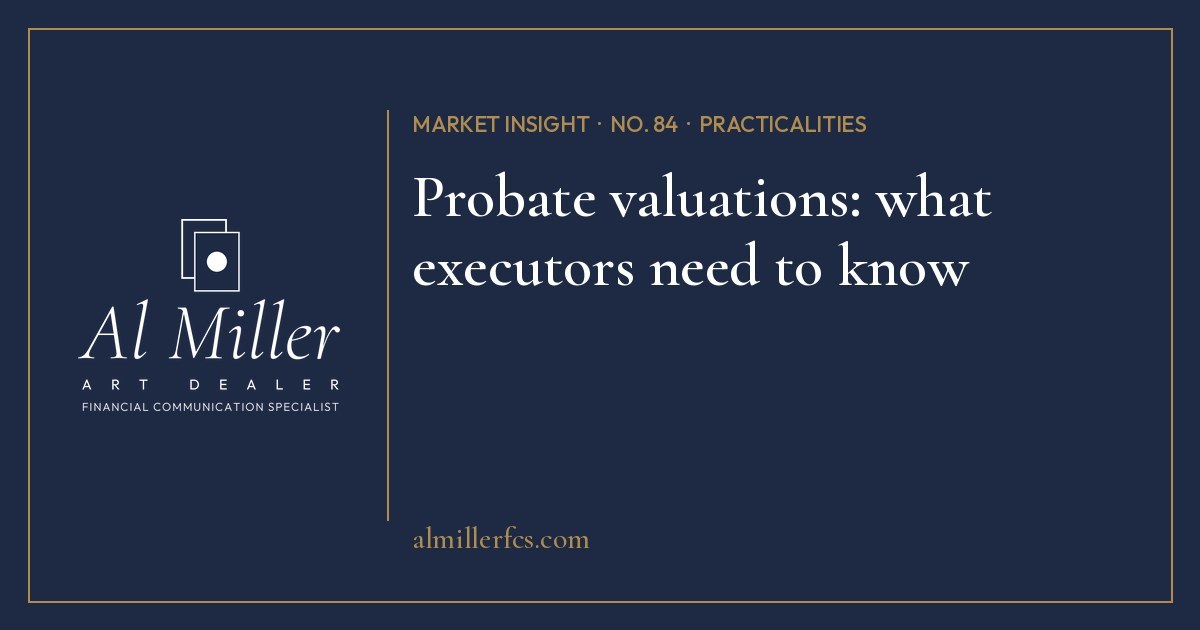 MARKET INSIGHT · NO. 84 · PRACTICALITIES
Probate valuations: what
executors need to know
Al Miller
ART DEALER
FINANCIAL COMMUNICATION SPECIALIST
almillerfcs.com